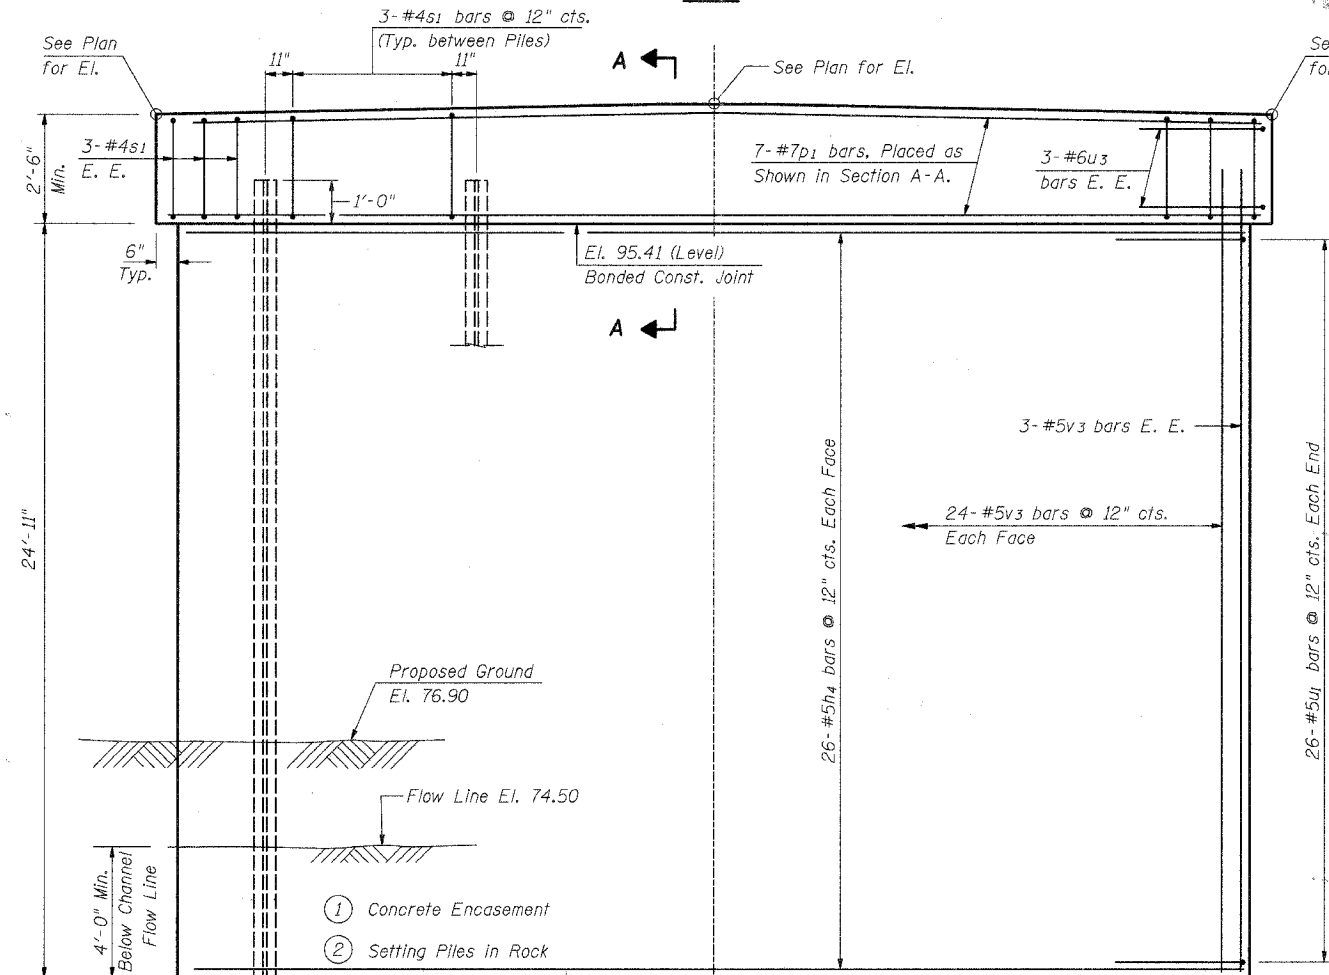 3-#4s1 bars @ 12" cts.
(Typ. between Piles)
See Plan
for El.
11"
11"
A
See Plan for El.
Se
for
2'-6"
Min.
3-#4s1
E. E.
1'-0"
7-#7p1 bars, Placed as
Shown in Section A-A.
3-#6u3
bars E. E.
6"
Typ.
El. 95.41 (Level)
Bonded Const. Joint
A
3-#5v3 bars E. E.
24-#5v3 bars @ 12" cts.
Each Face
26-#5h4 bars @ 12" cts. Each Face
26-#5u1 bars @ 12" cts. Each End
24'-11"
Proposed Ground
El. 76.90
Flow Line El. 74.50
4'-0" Min.
Below Channel
Flow Line
1 Concrete Encasement
2 Setting Piles in Rock